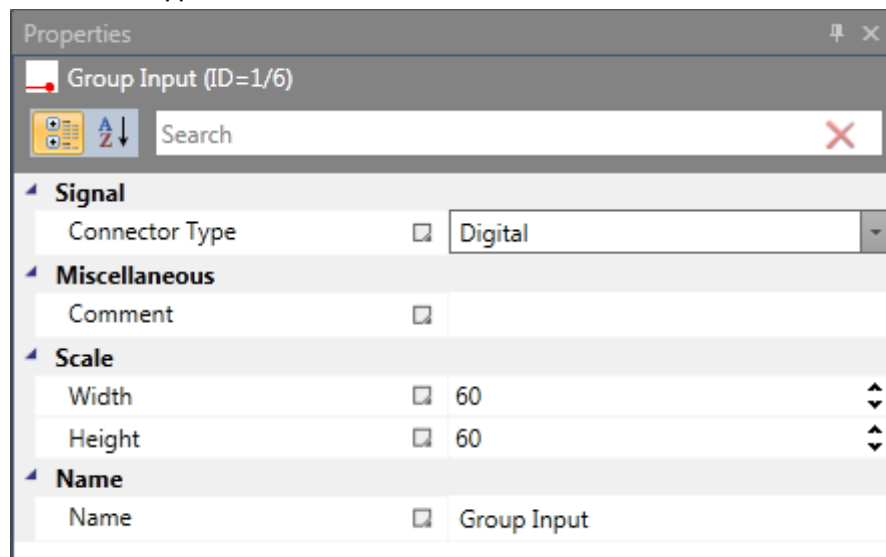 Properties
Group Input (ID=1/6)
A
Z
Search
Signal
Connector Type Digital
Miscellaneous
Comment
Scale
Width 60
Height 60
Name
Name Group Input